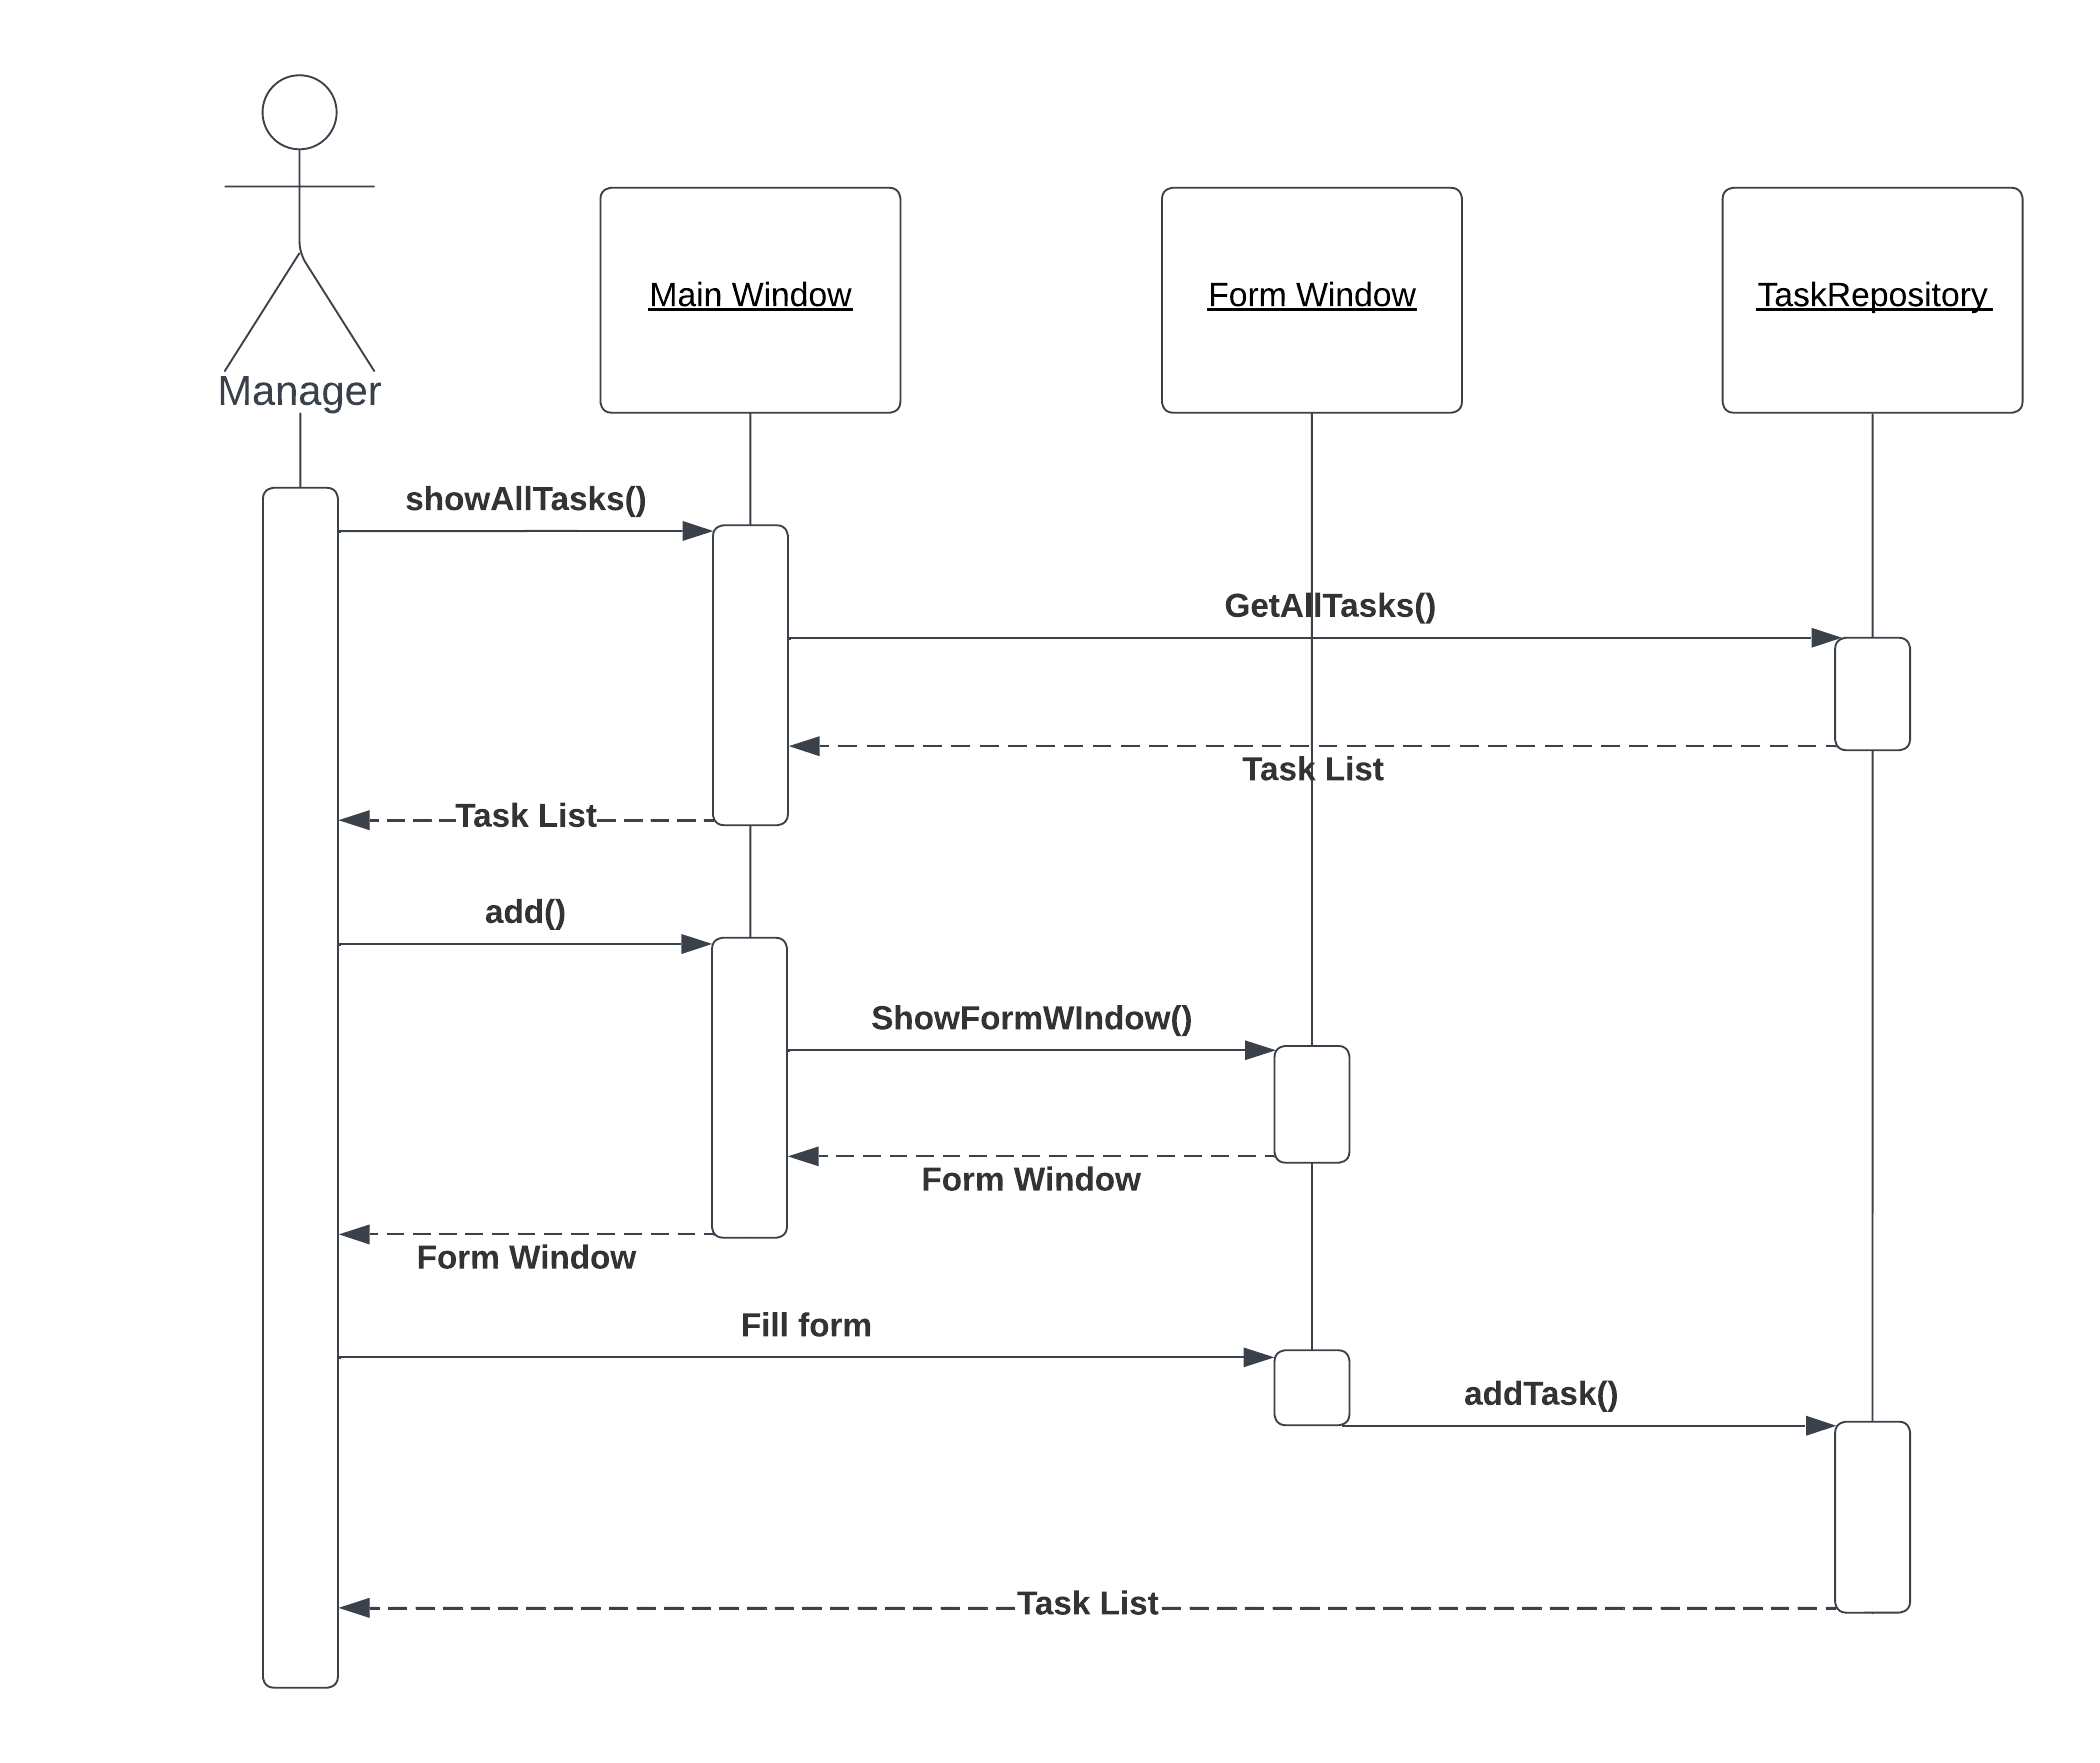 Main Window
Form Window
TaskRepository
Manager
showAllTasks()
GetAllTasks()
Task List
Task List
add()
ShowFormWIndow()
Form Window
Form Window
Fill form
addTask()
Task List